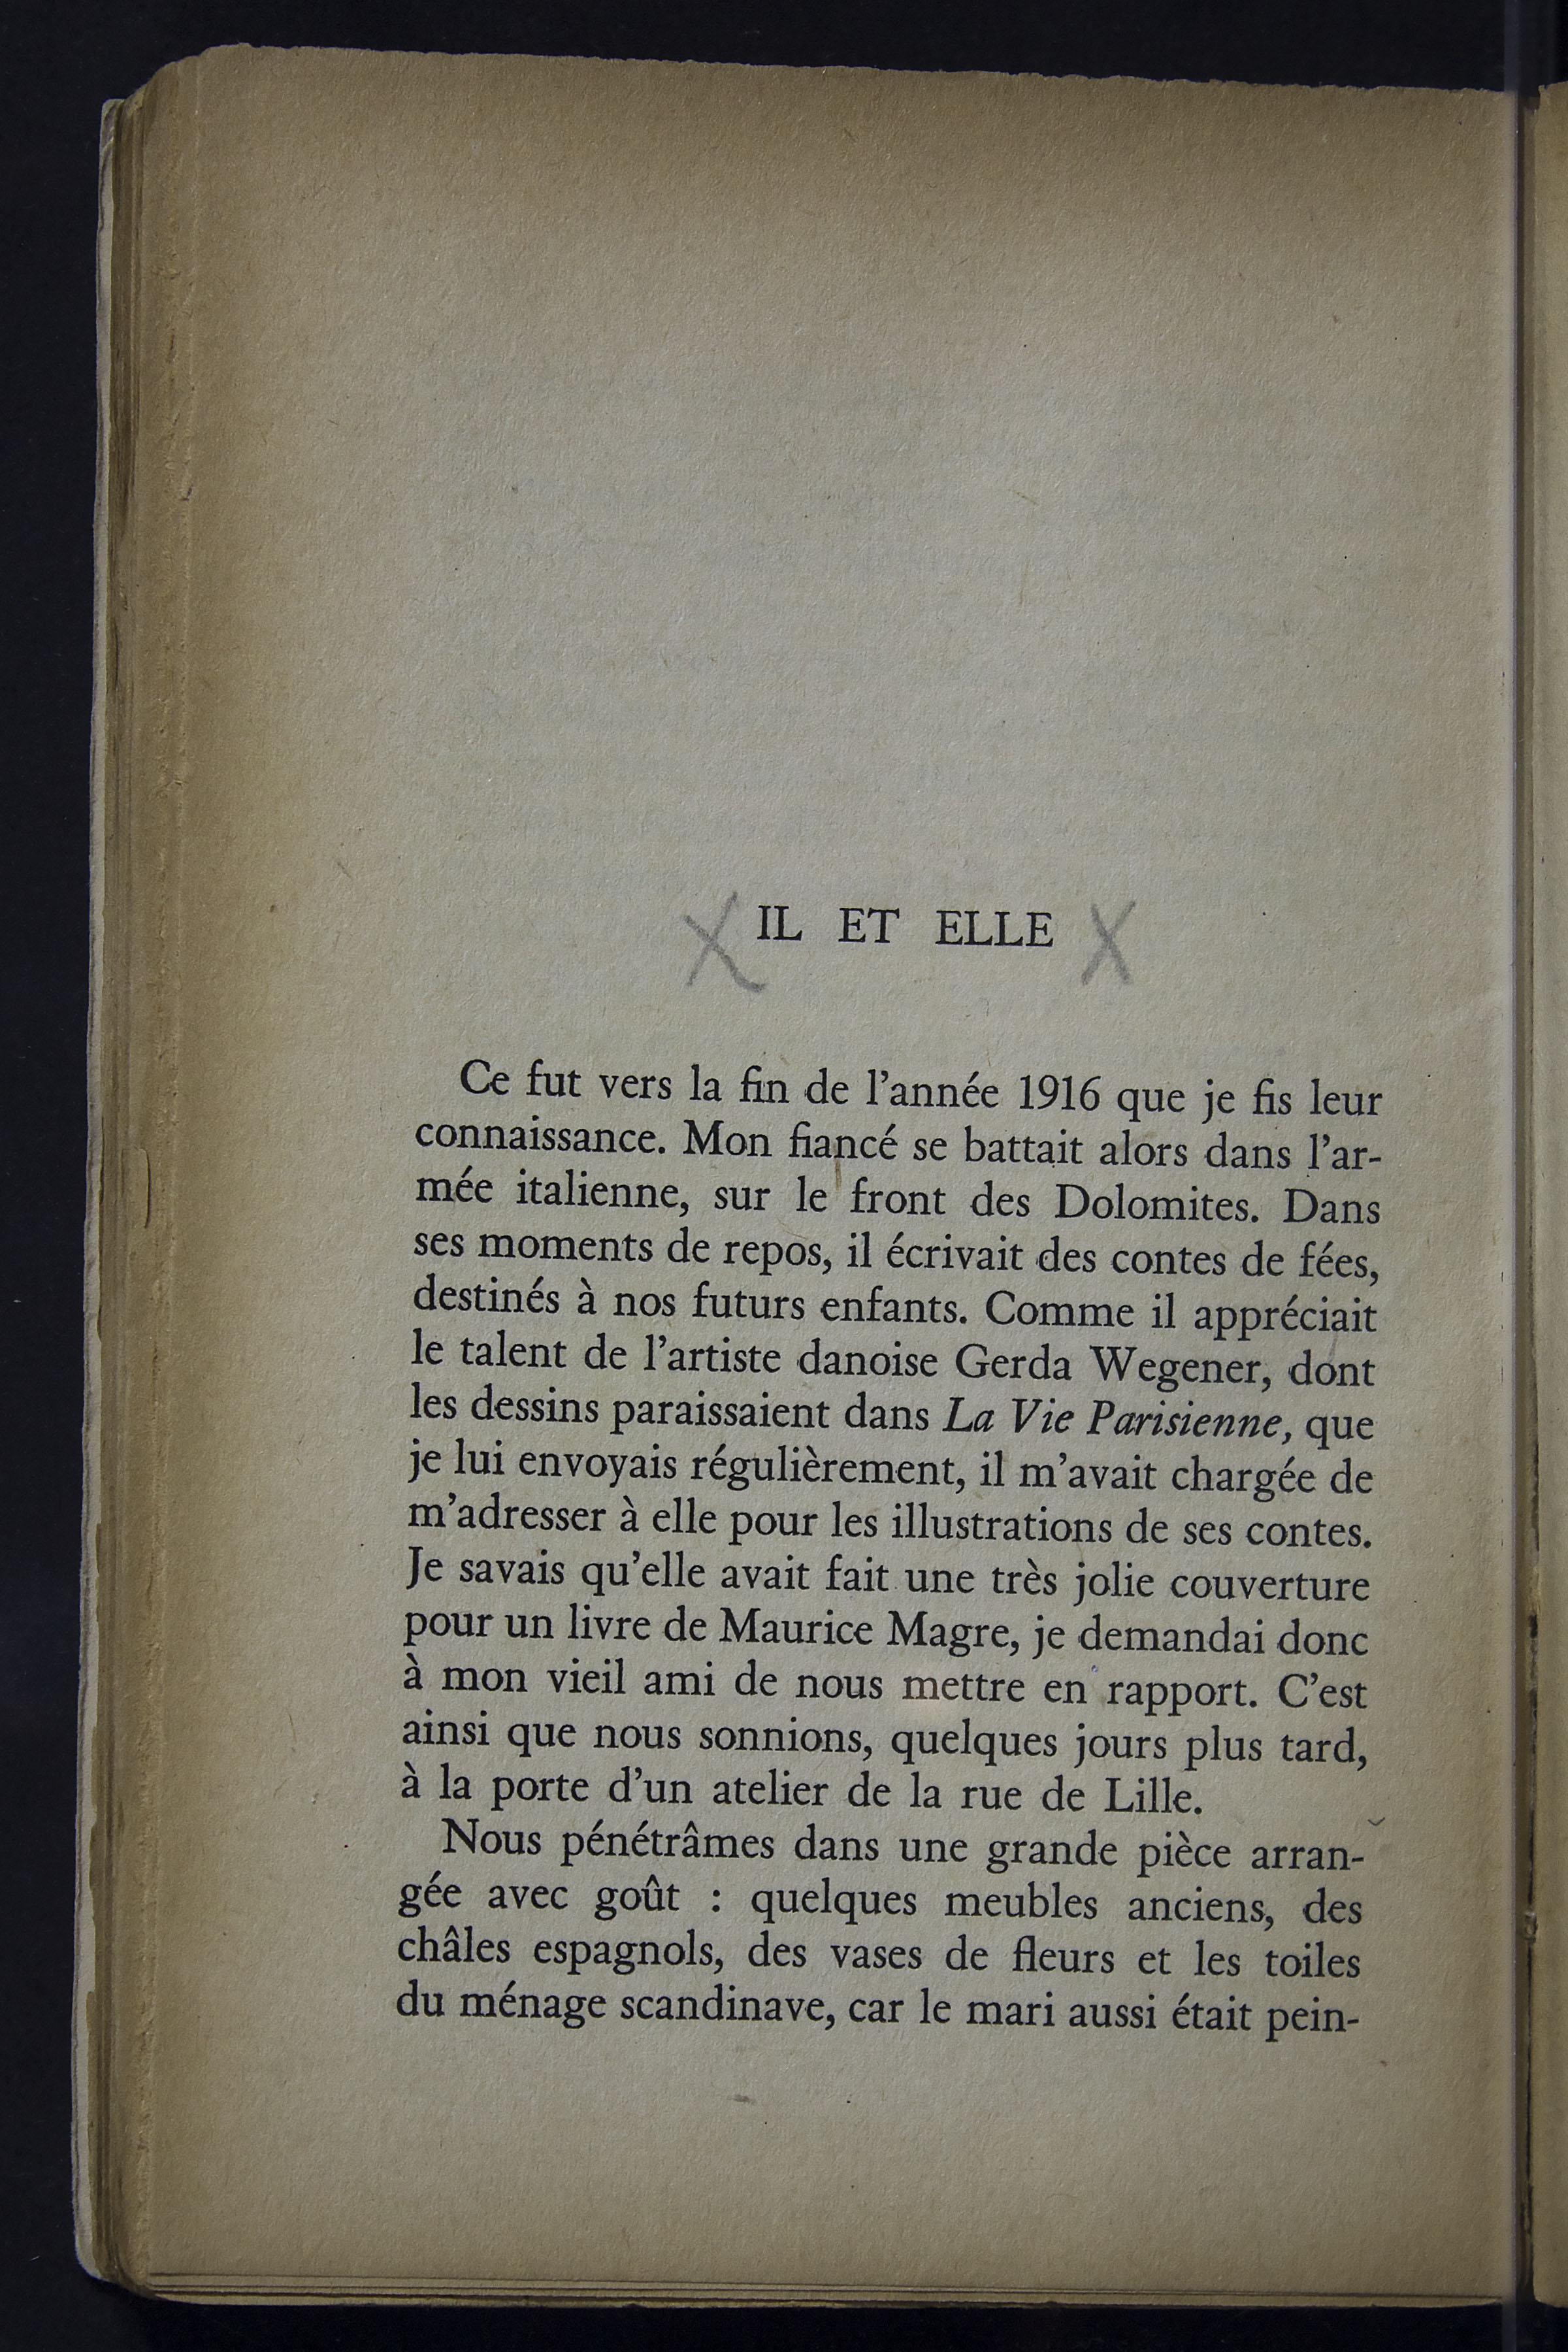 IL ET ELLE
Ce fut vers la fin de l'année 1916 que je fis leur
connaissance. Mon fiancé se battait alors dans l'ar-
mée italienne, sur le front des Dolomites. Dans
ses moments de repos, il écrivait des contes de fées,
destinés à nos futurs enfants. Comme il appréciait
le talent de l'artiste danoise Gerda Wegener, dont
les dessins paraissaient dans La Vie Parisienne, que
je lui envoyais régulièrement, il m'avait chargée de
m'adresser à elle pour les illustrations de ses contes.
Je savais qu'elle avait fait une très jolie couverture
pour un livre de Maurice Magre, je demandai donc
à mon vieil ami de nous mettre en rapport. C'est
ainsi que nous sonnions, quelques jours plus tard,
à la porte d'un atelier de la rue de Lille.
Nous pénétrâmes dans une grande pièce arran-
gée avec goût : quelques meubles anciens, des
châles espagnols, des vases de fleurs et les toiles
du ménage scandinave, car le mari aussi était pein-